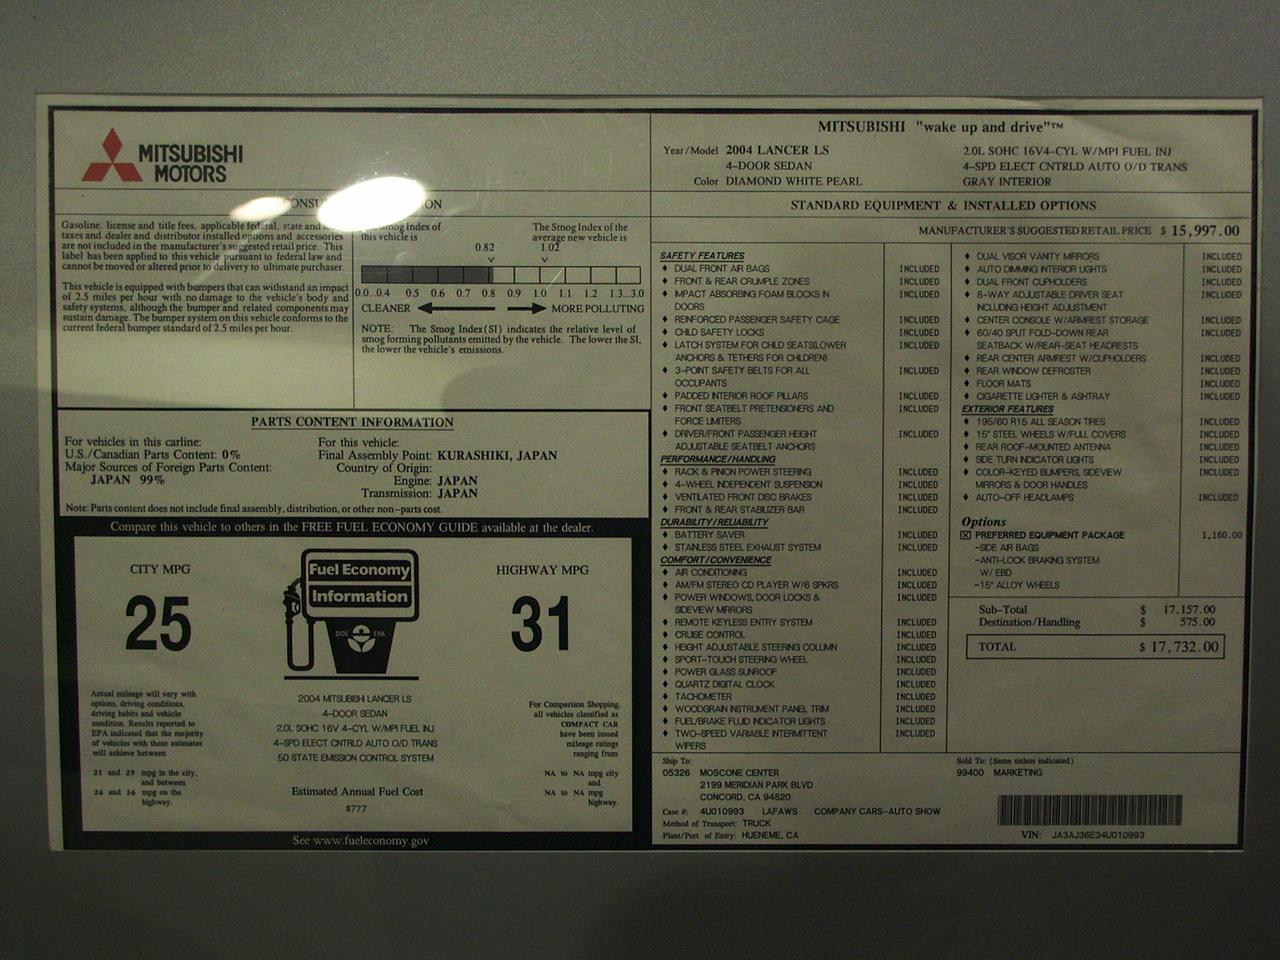 MITSUBISHI
MOTORS
Gasoline, license and title fees, applicable federal, state and
taxes and dealer and distributor installed options and accessories
are not included in the manufacturer's suggested retail price. This
label has been applied to this vehicle pursuant to federal law and
cannot be moved or altered prior to delivery to ultimate purchaser.
This vehicle is equipped with bumpers that can withstand an impact
of 2.5 miles per hour with no damage to the vehicle's body and
safety systems, although the bumper and related components may
sustain damage. The bumper system on this vehicle conforms to the
current federal bumper standard of 2.5 miles per hour.
Smog Index of
this vehicle is
0.82
The Smog Index of the
average new vehicle is
1.02
0.0...0.4 0.5 0.6 0.7 0.8 0.9 1.0 1.1 1.2 1.3...3.0
CLEANER MORE POLLUTING
NOTE: The Smog Index(SI) indicates the relative level of
smog forming pollutants emitted by the vehicle. The lower the SI,
the lower the vehicle's emissions.
PARTS CONTENT INFORMATION
For vehicles in this carline:
U.S./Canadian Parts Content: 0%
Major Sources of Foreign Parts Content:
JAPAN 99%
For this vehicle:
Final Assembly Point: KURASHIKI, JAPAN
Country of Origin:
Engine: JAPAN
Transmission: JAPAN
Note: Parts content does not include final assembly, distribution, or other non-parts cost.
Compare this vehicle to others in the FREE FUEL ECONOMY GUIDE available at the dealer.
CITY MPG
25
Fuel Economy
Information
DOE EPA
HIGHWAY MPG
31
Actual mileage will vary with
options, driving conditions,
driving habits and vehicle
condition. Results reported to
EPA indicated that the majority
of vehicles with these estimates
will achieve between
21 and 29 mpg in the city,
and between
26 and 36 mpg on the
highway.
2004 MITSUBISHI LANCER LS
4-DOOR SEDAN
2.0L SOHC 16V 4-CYL W/MPI FUEL INJ
4-SPD ELECT CNTRLD AUTO O/D TRANS
50 STATE EMISSION CONTROL SYSTEM
Estimated Annual Fuel Cost
$777
For Comparison Shopping,
all vehicles classified as
COMPACT CAR
have been issued
mileage ratings
ranging from
NA to NA mpg city
and
NA to NA mpg
highway.
See www.fueleconomy.gov
MITSUBISHI "wake up and drive"™
Year/Model 2004 LANCER LS
4-DOOR SEDAN
Color DIAMOND WHITE PEARL
2.0L SOHC 16V4-CYL W/MPI FUEL INJ
4-SPD ELECT CNTRLD AUTO O/D TRANS
GRAY INTERIOR
STANDARD EQUIPMENT & INSTALLED OPTIONS
MANUFACTURER'S SUGGESTED RETAIL PRICE $ 15,997.00
SAFETY FEATURES
♦ DUAL FRONT AIR BAGS INCLUDED
♦ FRONT & REAR CRUMPLE ZONES INCLUDED
♦ IMPACT ABSORBING FOAM BLOCKS IN INCLUDED
DOORS
♦ REINFORCED PASSENGER SAFETY CAGE INCLUDED
♦ CHILD SAFETY LOCKS INCLUDED
♦ LATCH SYSTEM FOR CHILD SEATS(LOWER INCLUDED
ANCHORS & TETHERS FOR CHILDREN)
♦ 3-POINT SAFETY BELTS FOR ALL INCLUDED
OCCUPANTS
♦ PADDED INTERIOR ROOF PILLARS INCLUDED
♦ FRONT SEATBELT PRETENSIONERS AND INCLUDED
FORCE LIMITERS
♦ DRIVER/FRONT PASSENGER HEIGHT INCLUDED
ADJUSTABLE SEATBELT ANCHORS
PERFORMANCE/HANDLING
♦ RACK & PINION POWER STEERING INCLUDED
♦ 4-WHEEL INDEPENDENT SUSPENSION INCLUDED
♦ VENTILATED FRONT DISC BRAKES INCLUDED
♦ FRONT & REAR STABILIZER BAR INCLUDED
DURABILITY/RELIABILITY
♦ BATTERY SAVER INCLUDED
♦ STAINLESS STEEL EXHAUST SYSTEM INCLUDED
COMFORT/CONVENIENCE
♦ AIR CONDITIONING INCLUDED
♦ AM/FM STEREO CD PLAYER W/6 SPKRS INCLUDED
♦ POWER WINDOWS, DOOR LOCKS & INCLUDED
SIDEVIEW MIRRORS
♦ REMOTE KEYLESS ENTRY SYSTEM INCLUDED
♦ CRUISE CONTROL INCLUDED
♦ HEIGHT ADJUSTABLE STEERING COLUMN INCLUDED
♦ SPORT-TOUCH STEERING WHEEL INCLUDED
♦ POWER GLASS SUNROOF INCLUDED
♦ QUARTZ DIGITAL CLOCK INCLUDED
♦ TACHOMETER INCLUDED
♦ WOODGRAIN INSTRUMENT PANEL TRIM INCLUDED
♦ FUEL/BRAKE FLUID INDICATOR LIGHTS INCLUDED
♦ TWO-SPEED VARIABLE INTERMITTENT INCLUDED
WIPERS
♦ DUAL VISOR VANITY MIRRORS INCLUDED
♦ AUTO DIMMING INTERIOR LIGHTS INCLUDED
♦ DUAL FRONT CUPHOLDERS INCLUDED
♦ 8-WAY ADJUSTABLE DRIVER SEAT INCLUDED
INCLUDING HEIGHT ADJUSTMENT
♦ CENTER CONSOLE W/ARMREST STORAGE INCLUDED
♦ 60/40 SPLIT FOLD-DOWN REAR INCLUDED
SEATBACK W/REAR-SEAT HEADRESTS
♦ REAR CENTER ARMREST W/CUPHOLDERS INCLUDED
♦ REAR WINDOW DEFROSTER INCLUDED
♦ FLOOR MATS INCLUDED
♦ CIGARETTE LIGHTER & ASHTRAY INCLUDED
EXTERIOR FEATURES
♦ 195/60 R15 ALL SEASON TIRES INCLUDED
♦ 15" STEEL WHEELS W/FULL COVERS INCLUDED
♦ REAR ROOF-MOUNTED ANTENNA INCLUDED
♦ SIDE TURN INDICATOR LIGHTS INCLUDED
♦ COLOR-KEYED BUMPERS, SIDEVIEW INCLUDED
MIRRORS & DOOR HANDLES
♦ AUTO-OFF HEADLAMPS INCLUDED
Options
☒ PREFERRED EQUIPMENT PACKAGE 1,160.00
-SIDE AIR BAGS
-ANTI-LOCK BRAKING SYSTEM
W/ EBD
-15" ALLOY WHEELS
Sub-Total $ 17,157.00
Destination/Handling $ 575.00
TOTAL $ 17,732.00
Ship To:
05326 MOSCONE CENTER
2199 MERIDIAN PARK BLVD
CONCORD, CA 94520
Case #: 4U010993 LAFAWS COMPANY CARS-AUTO SHOW
Method of Transport: TRUCK
Plant/Port of Entry: HUENEME, CA
Sold To: (Same unless indicated)
99400 MARKETING
VIN: JA3AJ36E34U010993